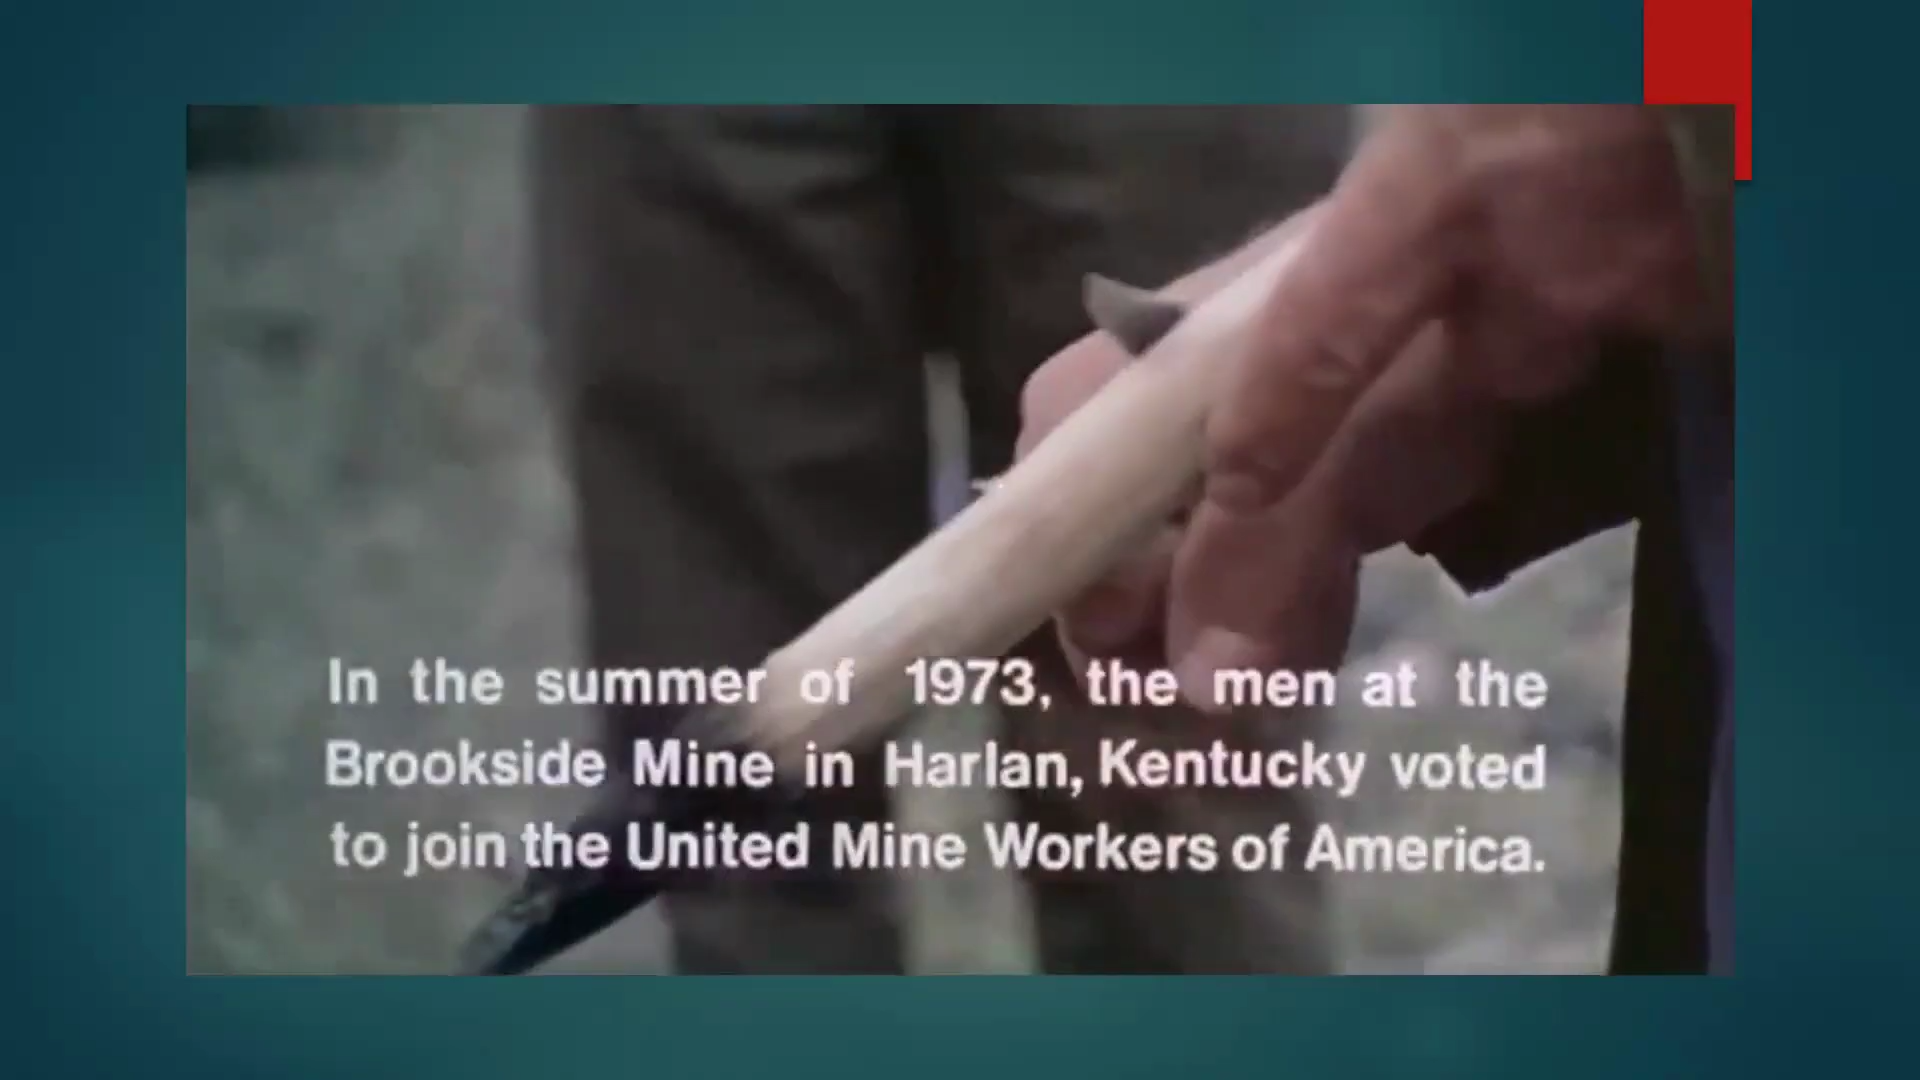 In the summer of 1973, the men at the
Brookside Mine in Harlan, Kentucky voted
to join the United Mine Workers of America.